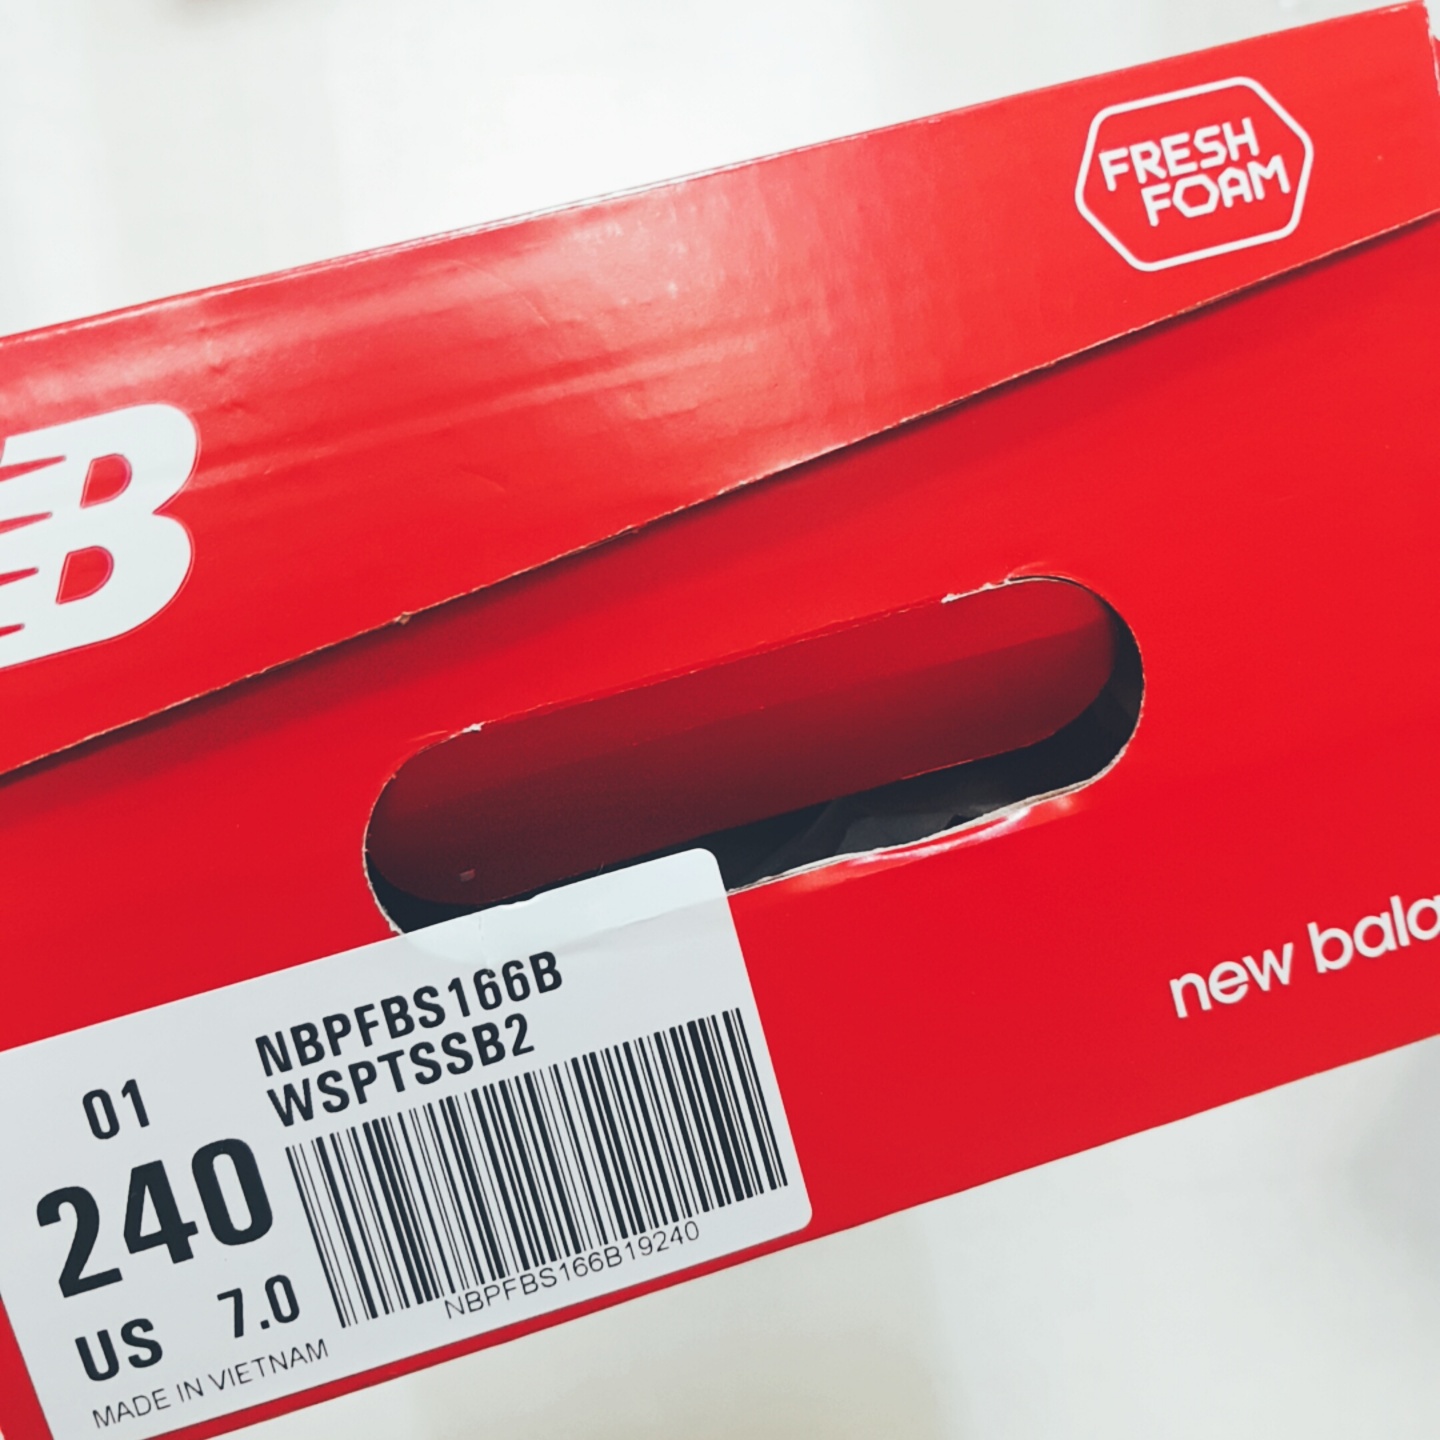 FRESH
FOAM
B
new bala
NBPFBS166B
WSPTSSB2
01
240
US 7.0
NBPFBS166B19240
MADE IN VIETNAM